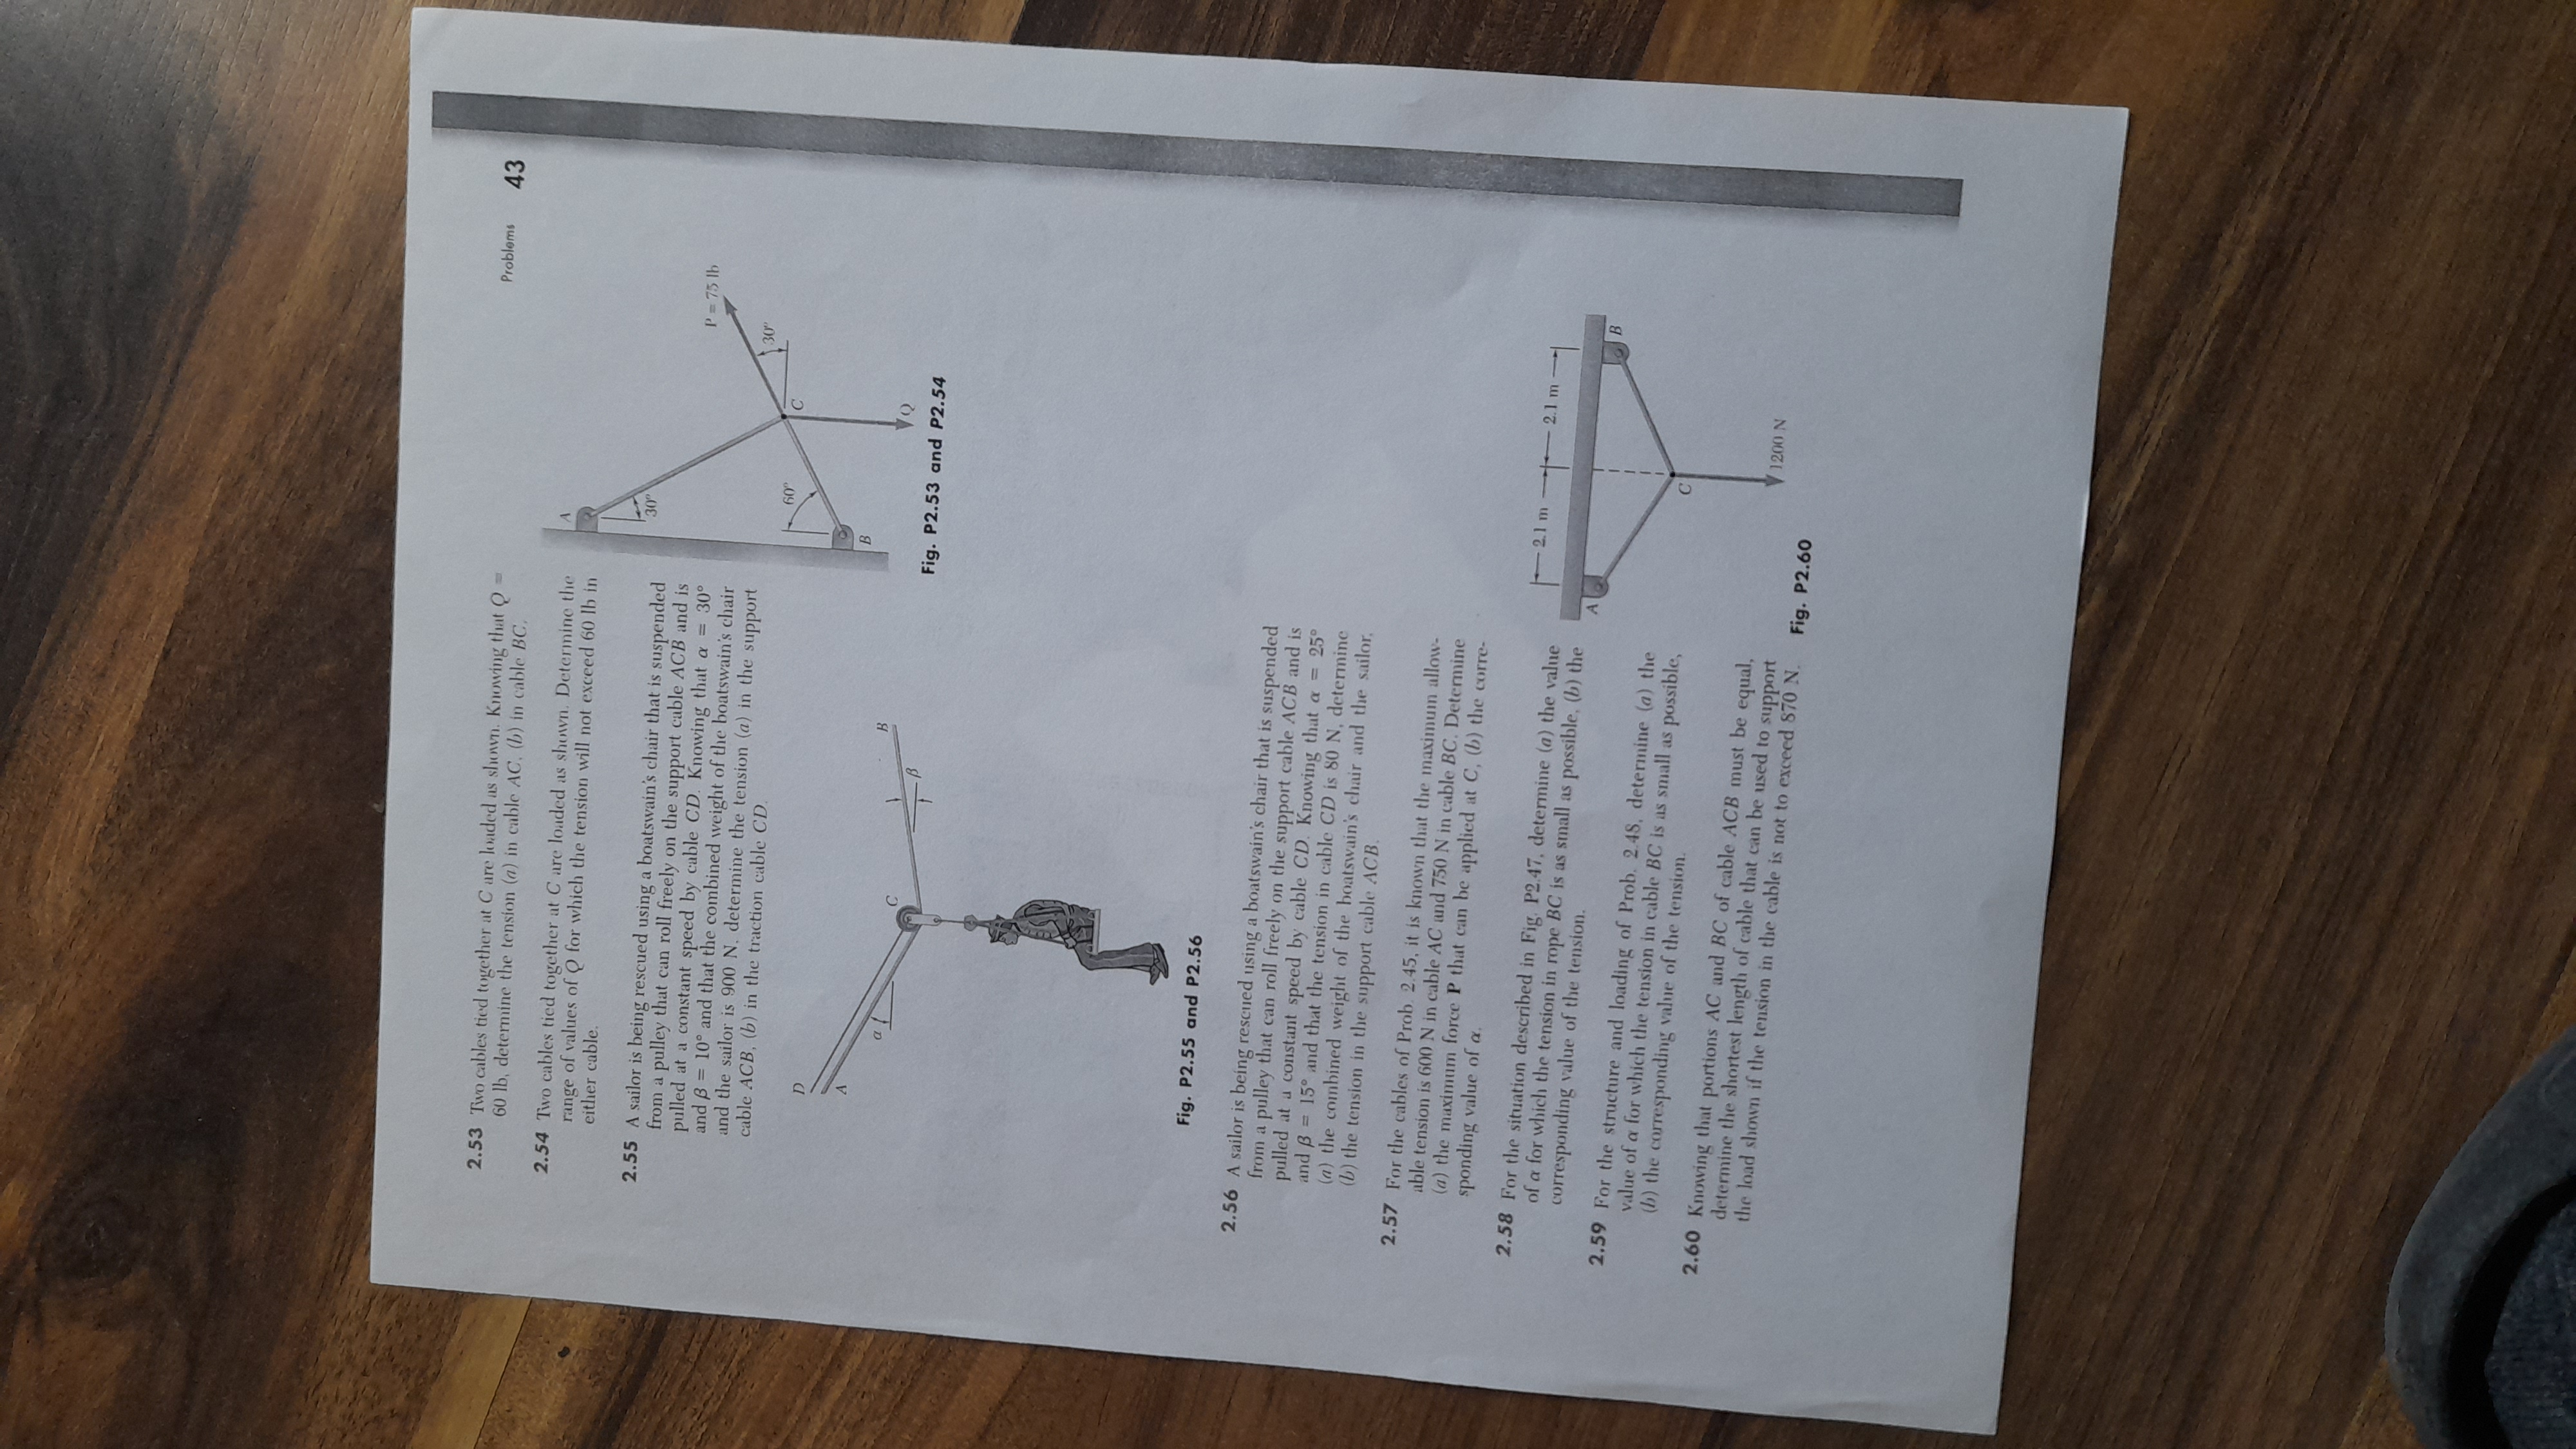 Problems 43
2.53 Two cables tied together at C are loaded as shown. Knowing that Q =
60 lb, determine the tension (a) in cable AC, (b) in cable BC.
2.54 Two cables tied together at C are loaded as shown. Determine the
range of values of Q for which the tension will not exceed 60 lb in
either cable.
2.55 A sailor is being rescued using a boatswain's chair that is suspended
from a pulley that can roll freely on the support cable ACB and is
pulled at a constant speed by cable CD. Knowing that α = 30°
and β = 10° and that the combined weight of the boatswain's chair
and the sailor is 900 N, determine the tension (a) in the support
cable ACB, (b) in the traction cable CD.
A
30°
P = 75 lb
30°
60°
C
B
Q
Fig. P2.53 and P2.54
D
A
α
C
B
β
Fig. P2.55 and P2.56
2.56 A sailor is being rescued using a boatswain's chair that is suspended
from a pulley that can roll freely on the support cable ACB and is
pulled at a constant speed by cable CD. Knowing that α = 25°
and β = 15° and that the tension in cable CD is 80 N, determine
(a) the combined weight of the boatswain's chair and the sailor,
(b) the tension in the support cable ACB.
2.57 For the cables of Prob. 2.45, it is known that the maximum allow-
able tension is 600 N in cable AC and 750 N in cable BC. Determine
(a) the maximum force P that can be applied at C, (b) the corre-
sponding value of α.
2.58 For the situation described in Fig. P2.47, determine (a) the value
of α for which the tension in rope BC is as small as possible, (b) the
corresponding value of the tension.
2.59 For the structure and loading of Prob. 2.48, determine (a) the
value of α for which the tension in cable BC is as small as possible,
(b) the corresponding value of the tension.
2.60 Knowing that portions AC and BC of cable ACB must be equal,
determine the shortest length of cable that can be used to support
the load shown if the tension in the cable is not to exceed 870 N.
2.1 m 2.1 m
A
B
C
1200 N
Fig. P2.60